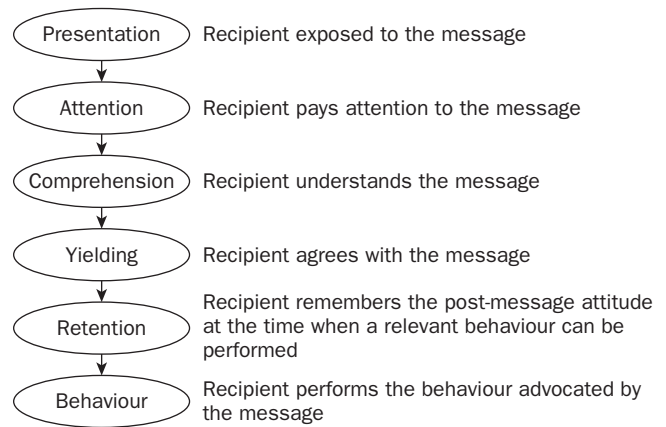 Presentation Recipient exposed to the message
Attention Recipient pays attention to the message
Comprehension Recipient understands the message
Yielding Recipient agrees with the message
Recipient remembers the post-message attitude
Retention at the time when a relevant behaviour can be
performed
Behaviour Recipient performs the behaviour advocated by
the message